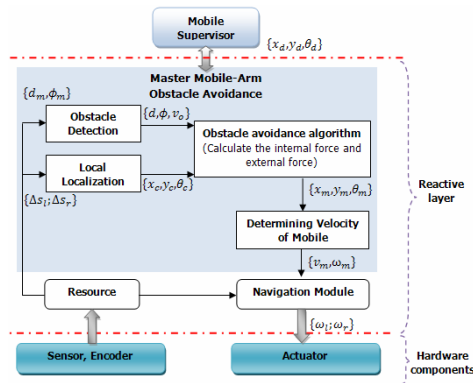 Mobile
Supervisor
{x_d, y_d, θ_d}
Master Mobile-Arm
Obstacle Avoidance
{d_m, ϕ_m}
{d, ϕ, v_o}
Obstacle
Detection
Obstacle avoidance algorithm
(Calculate the internal force and
external force)
Local
Localization
{x_c, y_c, θ_c}
{Δs_l; Δs_r}
{x_m, y_m, θ_m}
Reactive
layer
Determining Velocity
of Mobile
{v_m, ω_m}
Resource
Navigation Module
{ω_l; ω_r}
Sensor, Encoder
Actuator
Hardware
components